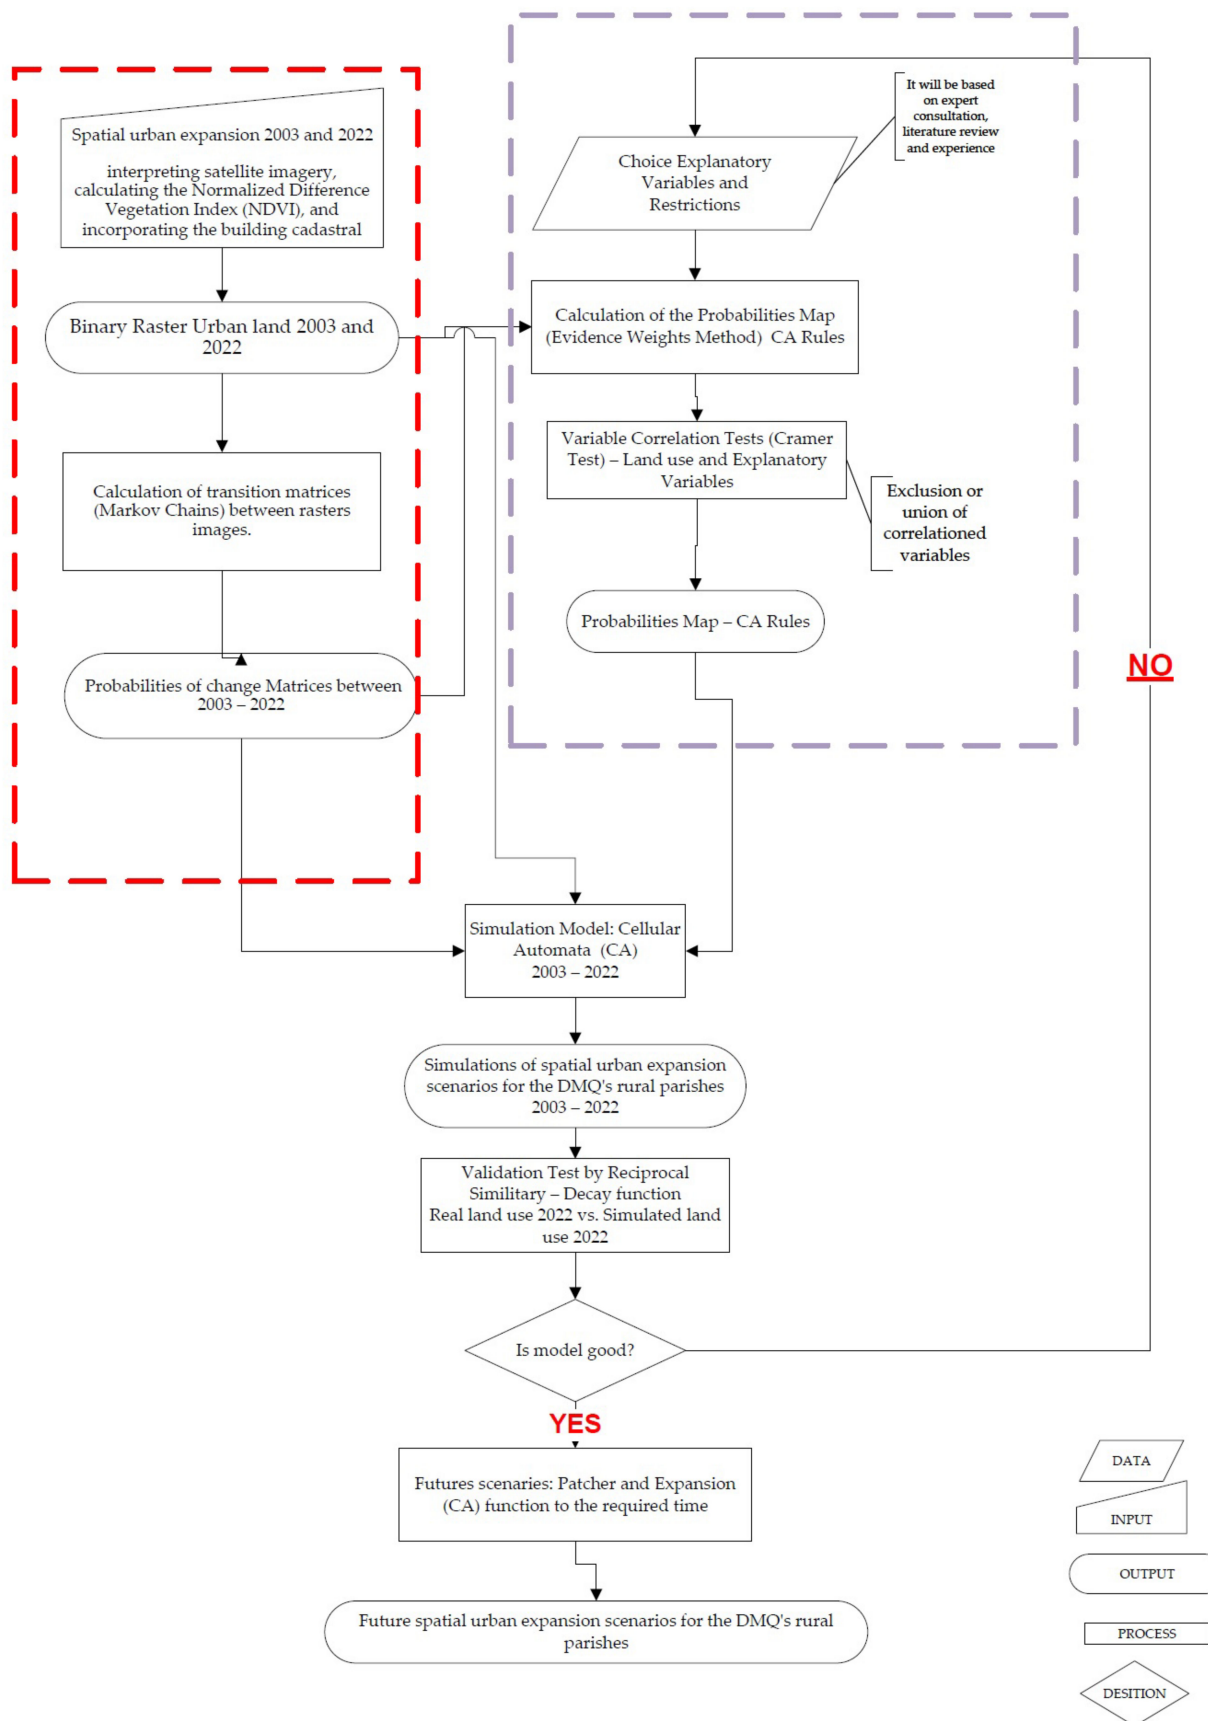 Spatial urban expansion 2003 and 2022
interpreting satellite imagery,
calculating the Normalized Difference
Vegetation Index (NDVI), and
incorporating the building cadastral
Binary Raster Urban land 2003 and
2022
Calculation of transition matrices
(Markov Chains) between rasters
images.
Probabilities of change Matrices between
2003 – 2022
It will be based
on expert
consultation,
literature review
and experience
Choice Explanatory
Variables and
Restrictions
Calculation of the Probabilities Map
(Evidence Weights Method) CA Rules
Variable Correlation Tests (Cramer
Test) – Land use and Explanatory
Variables
Exclusion or
union of
correlationed
variables
Probabilities Map – CA Rules
NO
Simulation Model: Cellular
Automata (CA)
2003 – 2022
Simulations of spatial urban expansion
scenarios for the DMQ's rural parishes
2003 – 2022
Validation Test by Reciprocal
Similitary – Decay function
Real land use 2022 vs. Simulated land
use 2022
Is model good?
YES
Futures scenaries: Patcher and Expansion
(CA) function to the required time
Future spatial urban expansion scenarios for the DMQ's rural
parishes
DATA
INPUT
OUTPUT
PROCESS
DESITION